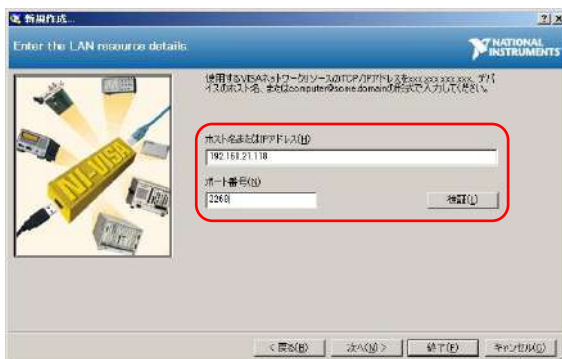 新規作成...
Enter the LAN resource details.
NATIONAL
INSTRUMENTS
使用するVISAネットワークリソースのTCP/IPアドレスをxxx.xxx.xxx.xxx、デバ
イスのホスト名、またはcomputer@some.domainの形式で入力してください。
ホスト名またはIPアドレス(H)
192.168.21.118
ポート番号(N)
2268
検証(L)
NI-VISA
< 戻る(B)
次へ(N) >
終了(F)
キャンセル(C)